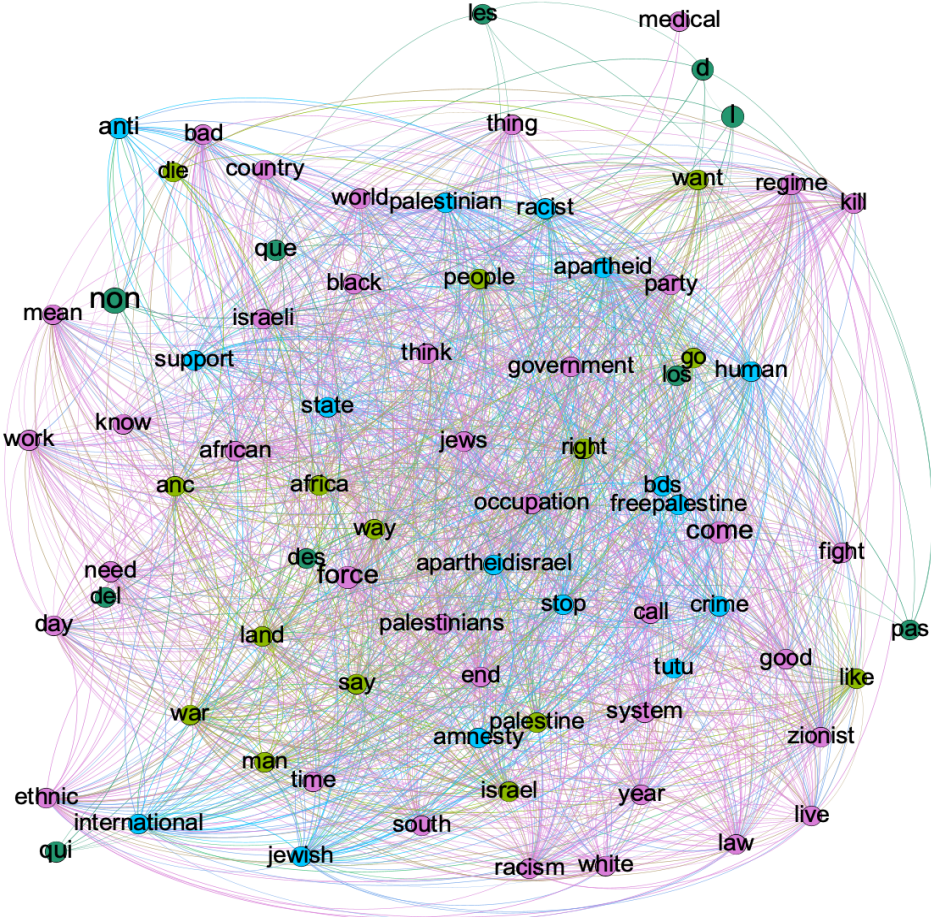 les
medical
d
l
anti
bad
thing
die
country
want
regime
world
palestinian
racist
kill
que
black
people
apartheid
party
non
mean
israeli
support
think
government
go
los
human
state
know
work
african
jews
right
anc
africa
bds
occupation
freepalestine
way
come
des
force
apartheidisrael
fight
need
del
stop
call
crime
day
land
palestinians
pas
good
say
end
tutu
like
war
system
palestine
amnesty
zionist
man
time
israel
year
ethnic
international
south
live
qui
jewish
racism
white
law